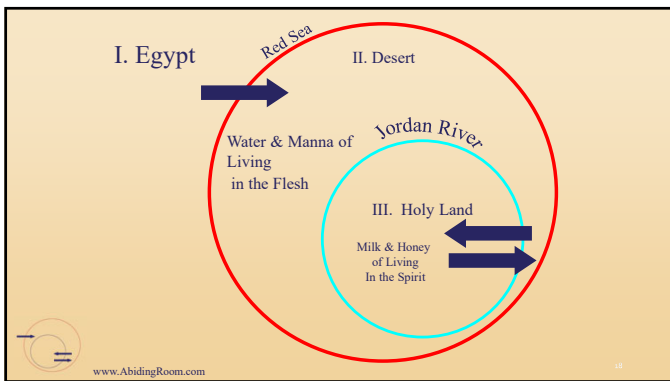 I. Egypt
Red Sea
II. Desert
Water & Manna of
Living
in the Flesh
Jordan River
III. Holy Land
Milk & Honey
of Living
In the Spirit
www.AbidingRoom.com